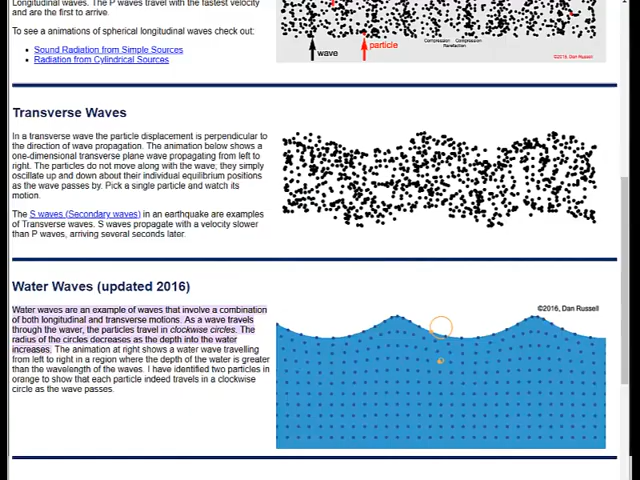 Longitudinal waves. The P waves travel with the fastest velocity
and are the first to arrive.
To see a animations of spherical longitudinal waves check out:
Sound Radiation from Simple Sources
Radiation from Cylindrical Sources
wave
particle
Compression Compression
Rarefaction
©2016, Dan Russell
Transverse Waves
In a transverse wave the particle displacement is perpendicular to
the direction of wave propagation. The animation below shows a
one-dimensional transverse plane wave propagating from left to
right. The particles do not move along with the wave; they simply
oscillate up and down about their individual equilibrium positions
as the wave passes by. Pick a single particle and watch its
motion.
The S waves (Secondary waves) in an earthquake are examples
of Transverse waves. S waves propagate with a velocity slower
than P waves, arriving several seconds later.
Water Waves (updated 2016)
©2016, Dan Russell
Water waves are an example of waves that involve a combination
of both longitudinal and transverse motions. As a wave travels
through the waver, the particles travel in clockwise circles. The
radius of the circles decreases as the depth into the water
increases. The animation at right shows a water wave travelling
from left to right in a region where the depth of the water is greater
than the wavelength of the waves. I have identified two particles in
orange to show that each particle indeed travels in a clockwise
circle as the wave passes.